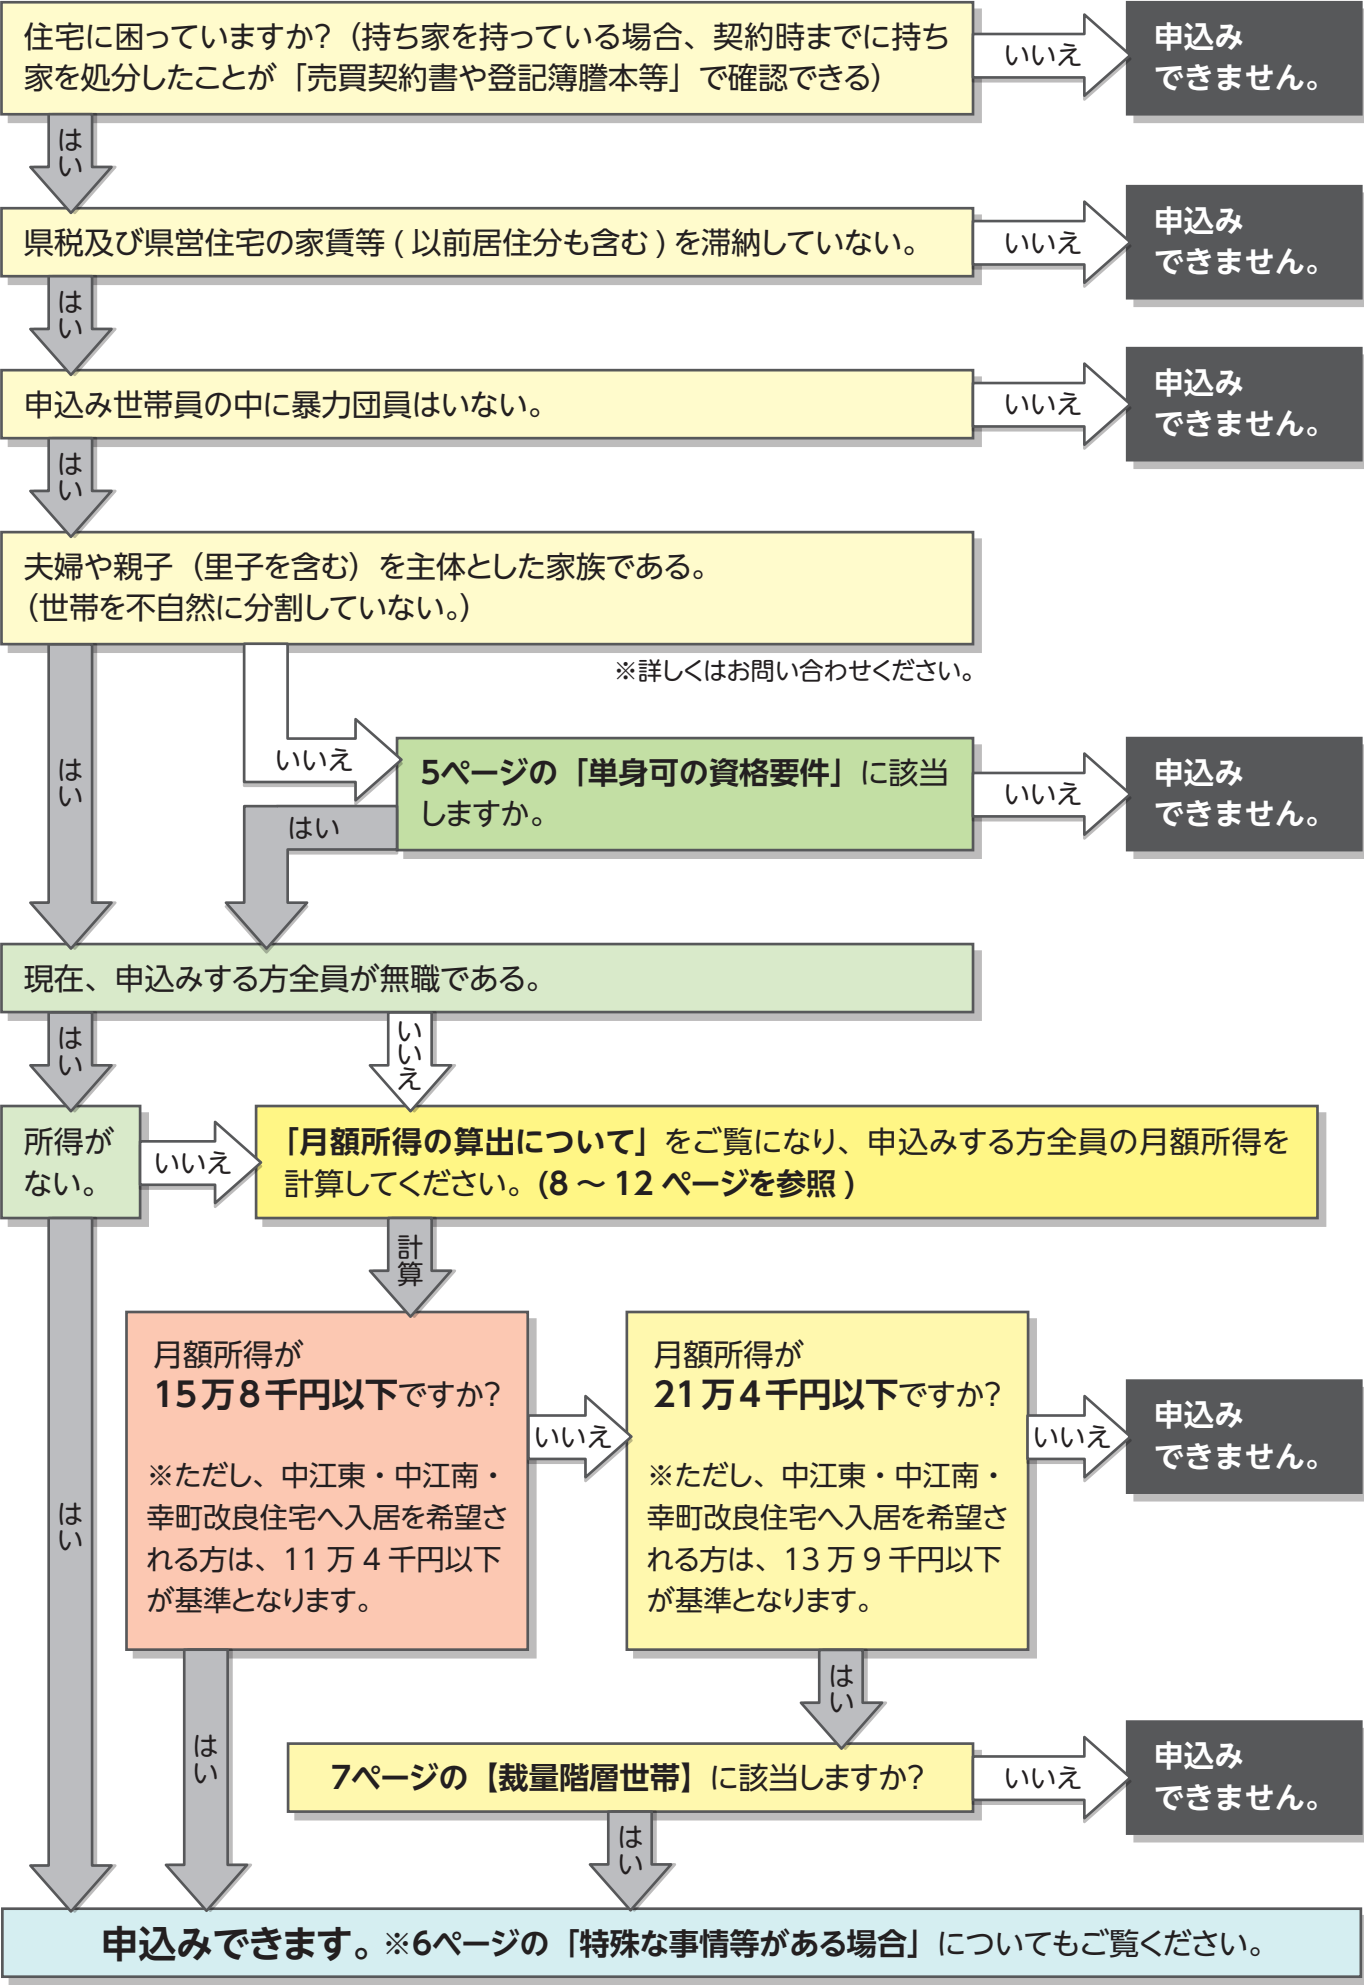 住宅に困っていますか？（持ち家を持っている場合、契約時までに持ち
家を処分したことが「売買契約書や登記簿謄本等」で確認できる）
いいえ
申込み
できません。
はい
県税及び県営住宅の家賃等（以前居住分も含む）を滞納していない。
いいえ
申込み
できません。
はい
申込み世帯員の中に暴力団員はいない。
いいえ
申込み
できません。
はい
夫婦や親子（里子を含む）を主体とした家族である。
（世帯を不自然に分割していない。）
※詳しくはお問い合わせください。
はい
いいえ
5ページの「単身可の資格要件」に該当
しますか。
いいえ
申込み
できません。
はい
現在、申込みする方全員が無職である。
はい
いいえ
所得が
ない。
いいえ
「月額所得の算出について」をご覧になり、申込みする方全員の月額所得を
計算してください。（8～12ページを参照）
計算
月額所得が
15万8千円以下ですか？
※ただし、中江東・中江南・
幸町改良住宅へ入居を希望さ
れる方は、11万4千円以下
が基準となります。
いいえ
月額所得が
21万4千円以下ですか？
※ただし、中江東・中江南・
幸町改良住宅へ入居を希望さ
れる方は、13万9千円以下
が基準となります。
いいえ
申込み
できません。
はい
はい
はい
7ページの【裁量階層世帯】に該当しますか？
いいえ
申込み
できません。
はい
申込みできます。※6ページの「特殊な事情等がある場合」についてもご覧ください。